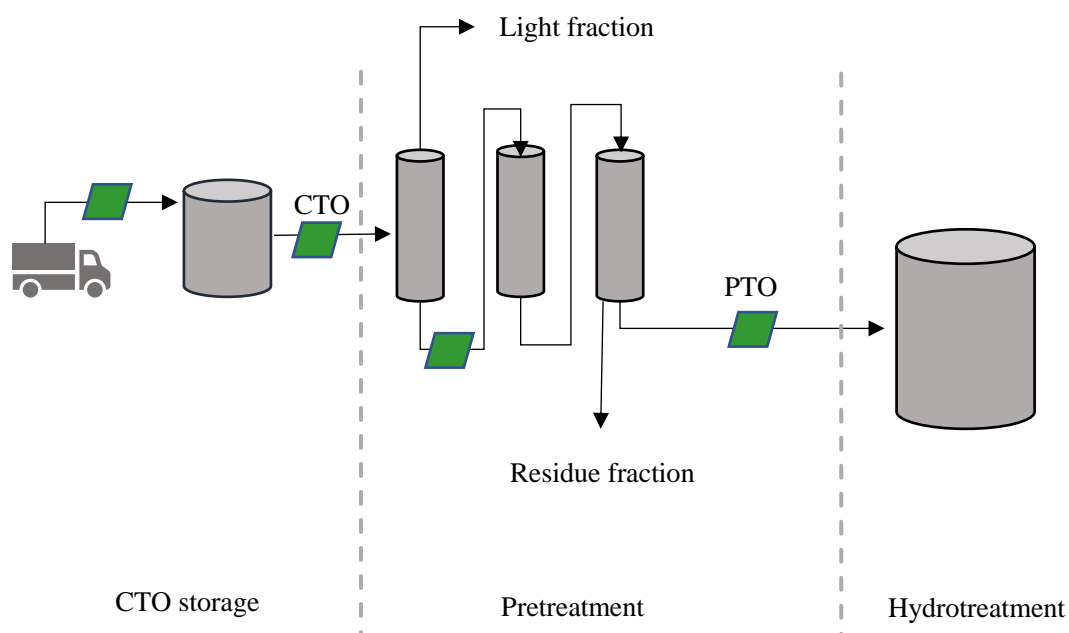 Light fraction
CTO
PTO
Residue fraction
CTO storage
Pretreatment
Hydrotreatment